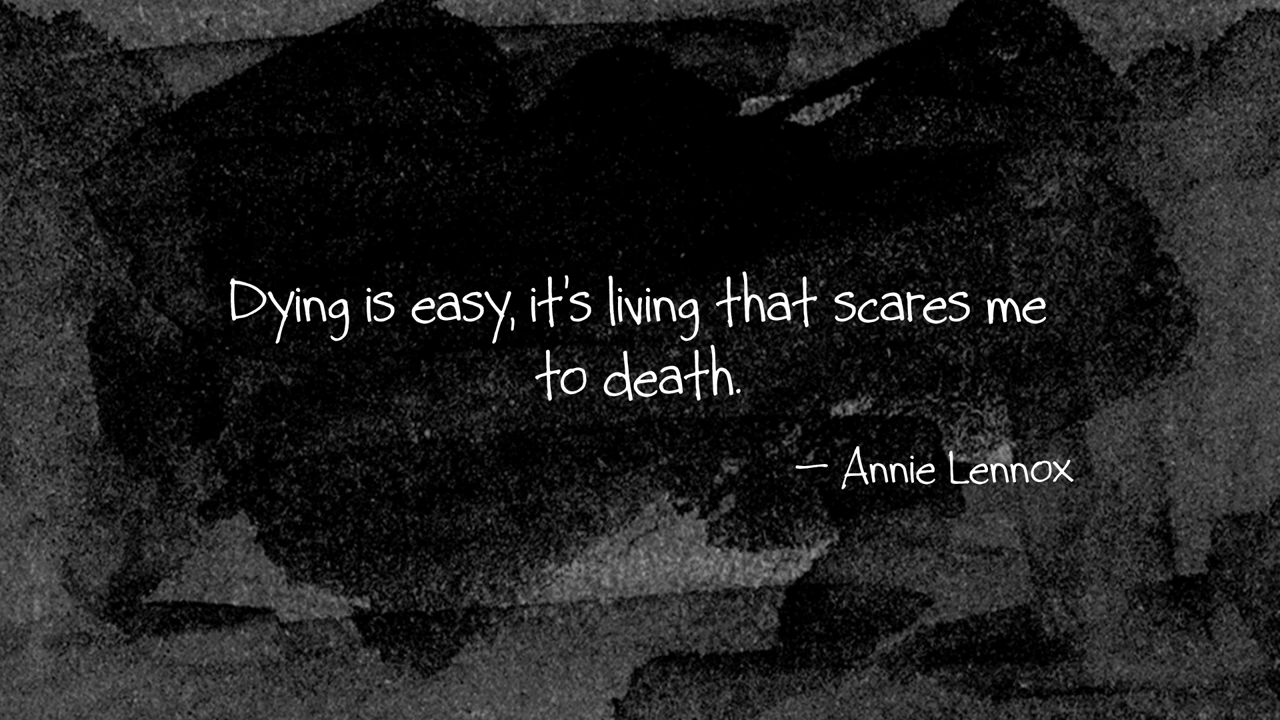 Dying is easy, it's living that scares me
to death.
— Annie Lennox